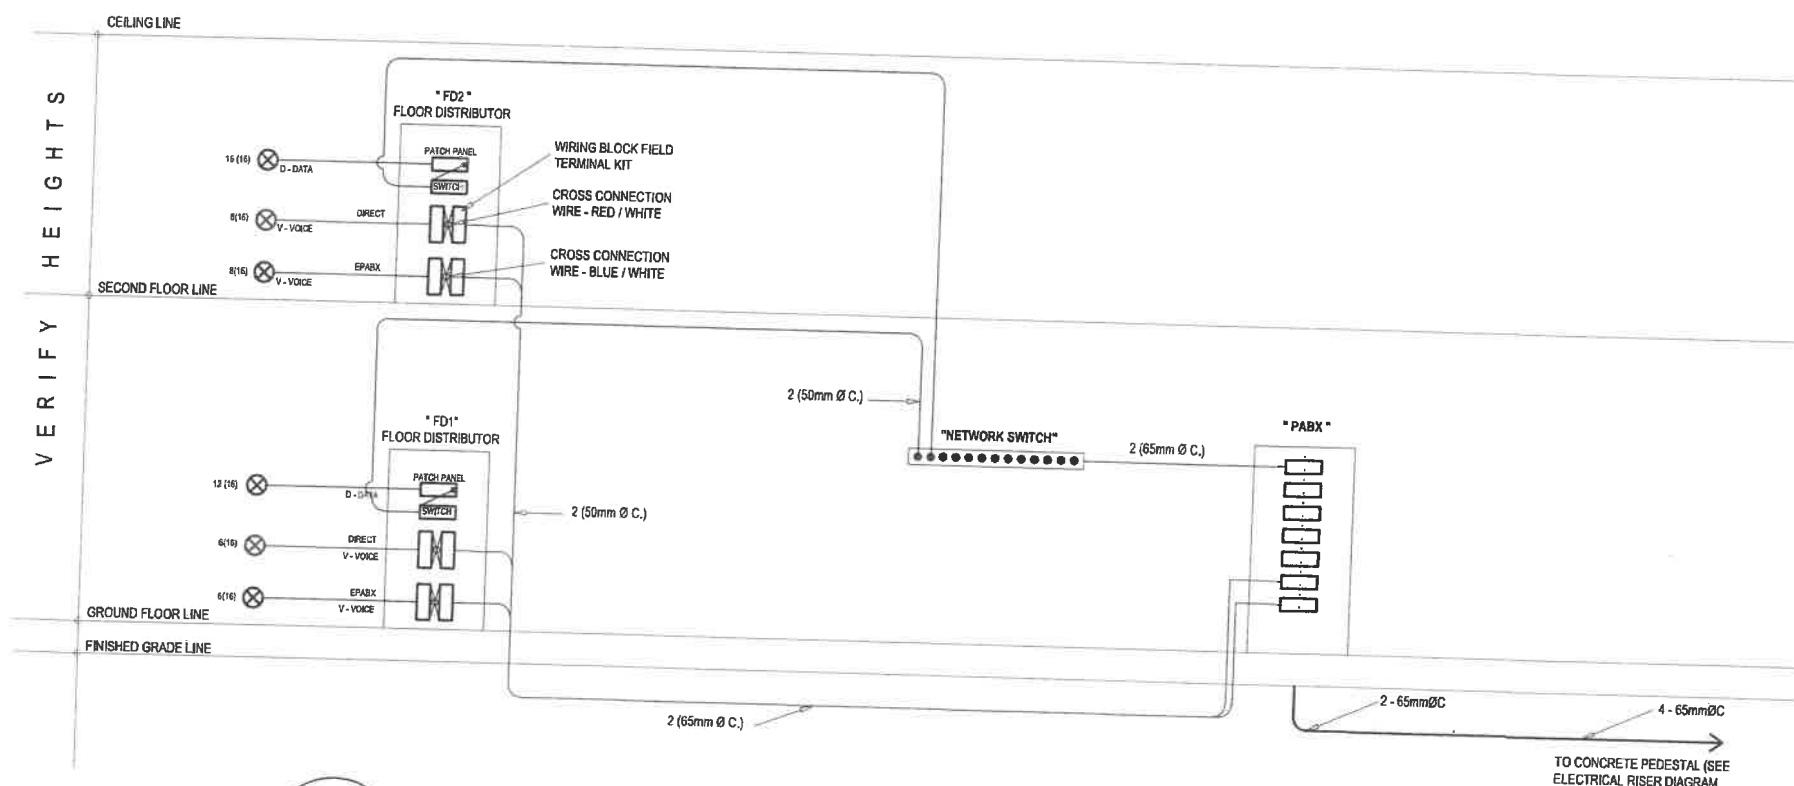 CEILING LINE
VERIFY HEIGHTS
" FD2 "
FLOOR DISTRIBUTOR
PATCH PANEL
SWITCH
D - DATA
DIRECT
V - VOICE
8(16)
EPABX
V - VOICE
WIRING BLOCK FIELD
TERMINAL KIT
CROSS CONNECTION
WIRE - RED / WHITE
CROSS CONNECTION
WIRE - BLUE / WHITE
SECOND FLOOR LINE
2 (50mm Ø C.)
" FD1"
FLOOR DISTRIBUTOR
PATCH PANEL
12 (16)
D - DATA
SWITCH
2 (50mm Ø C.)
6(16)
DIRECT
V - VOICE
6(16)
EPABX
V - VOICE
"NETWORK SWITCH"
2 (65mm Ø C.)
" PABX "
GROUND FLOOR LINE
FINISHED GRADE LINE
2 (65mm Ø C.)
2 - 65mmØC
4 - 65mmØC
TO CONCRETE PEDESTAL (SEE
ELECTRICAL RISER DIAGRAM